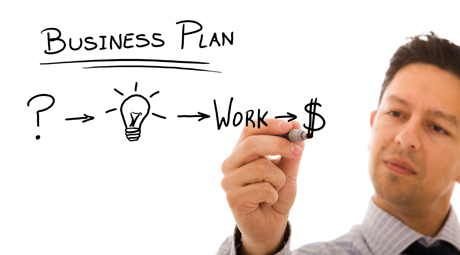 BUSINESS PLAN
? → → WORK → $